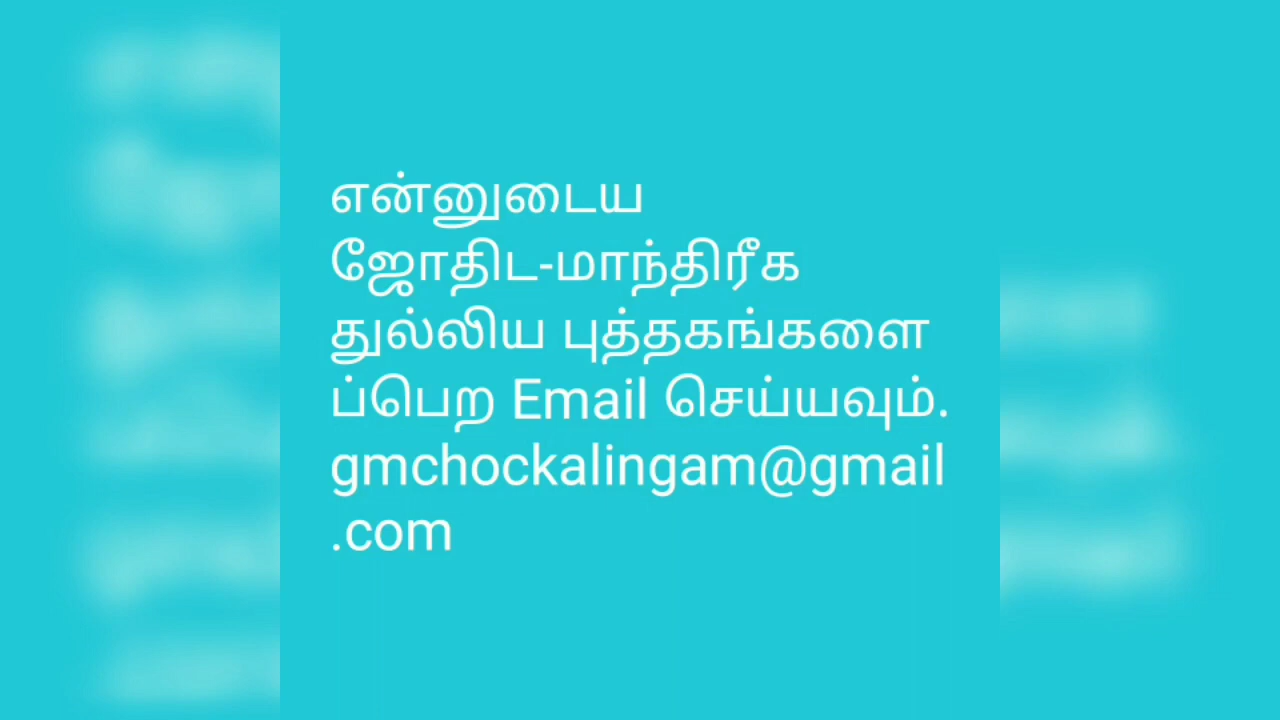 என்னுடைய
ஜோதிட-மாந்திரீக
துல்லிய புத்தகங்களை
ப்பெற Email செய்யவும்.
gmchockalingam@gmail
.com